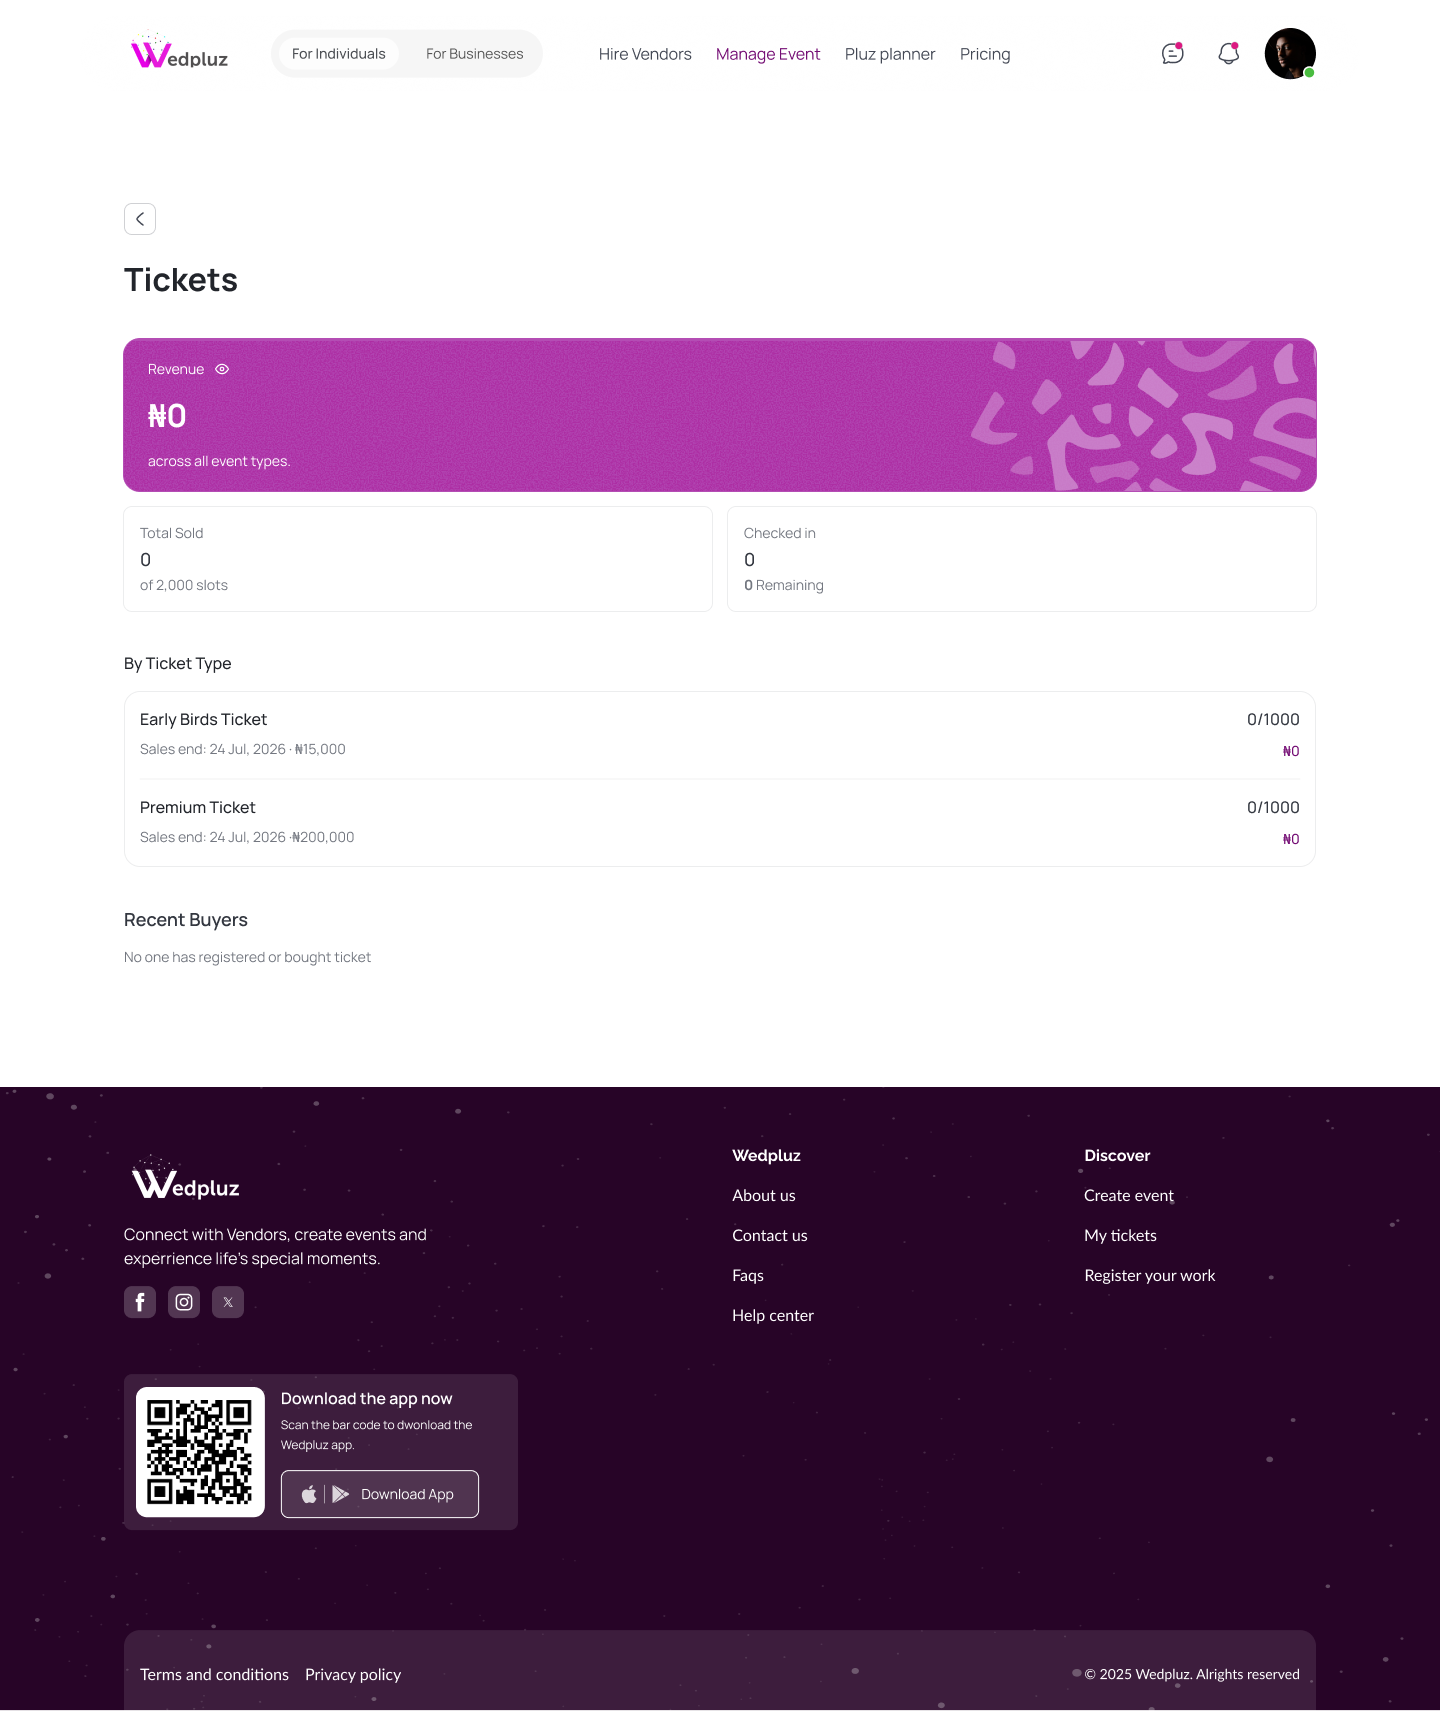 Wedpluz
For Individuals
For Businesses
Hire Vendors
Manage Event
Pluz planner
Pricing
Tickets
Revenue
₦0
across all event types.
Total Sold
0
of 2,000 slots
Checked in
0
0 Remaining
By Ticket Type
Early Birds Ticket
0/1000
Sales end: 24 Jul, 2026 · ₦15,000
₦0
Premium Ticket
0/1000
Sales end: 24 Jul, 2026 ·₦200,000
₦0
Recent Buyers
No one has registered or bought ticket
Wedpluz
Connect with Vendors, create events and
experrience life's special moments.
Wedpluz
About us
Contact us
Faqs
Help center
Discover
Create event
My tickets
Register your work
Download the app now
Scan the bar code to dwonload the
Wedpluz app.
Download App
Terms and conditions
Privacy policy
© 2025 Wedpluz. Alrights reserved